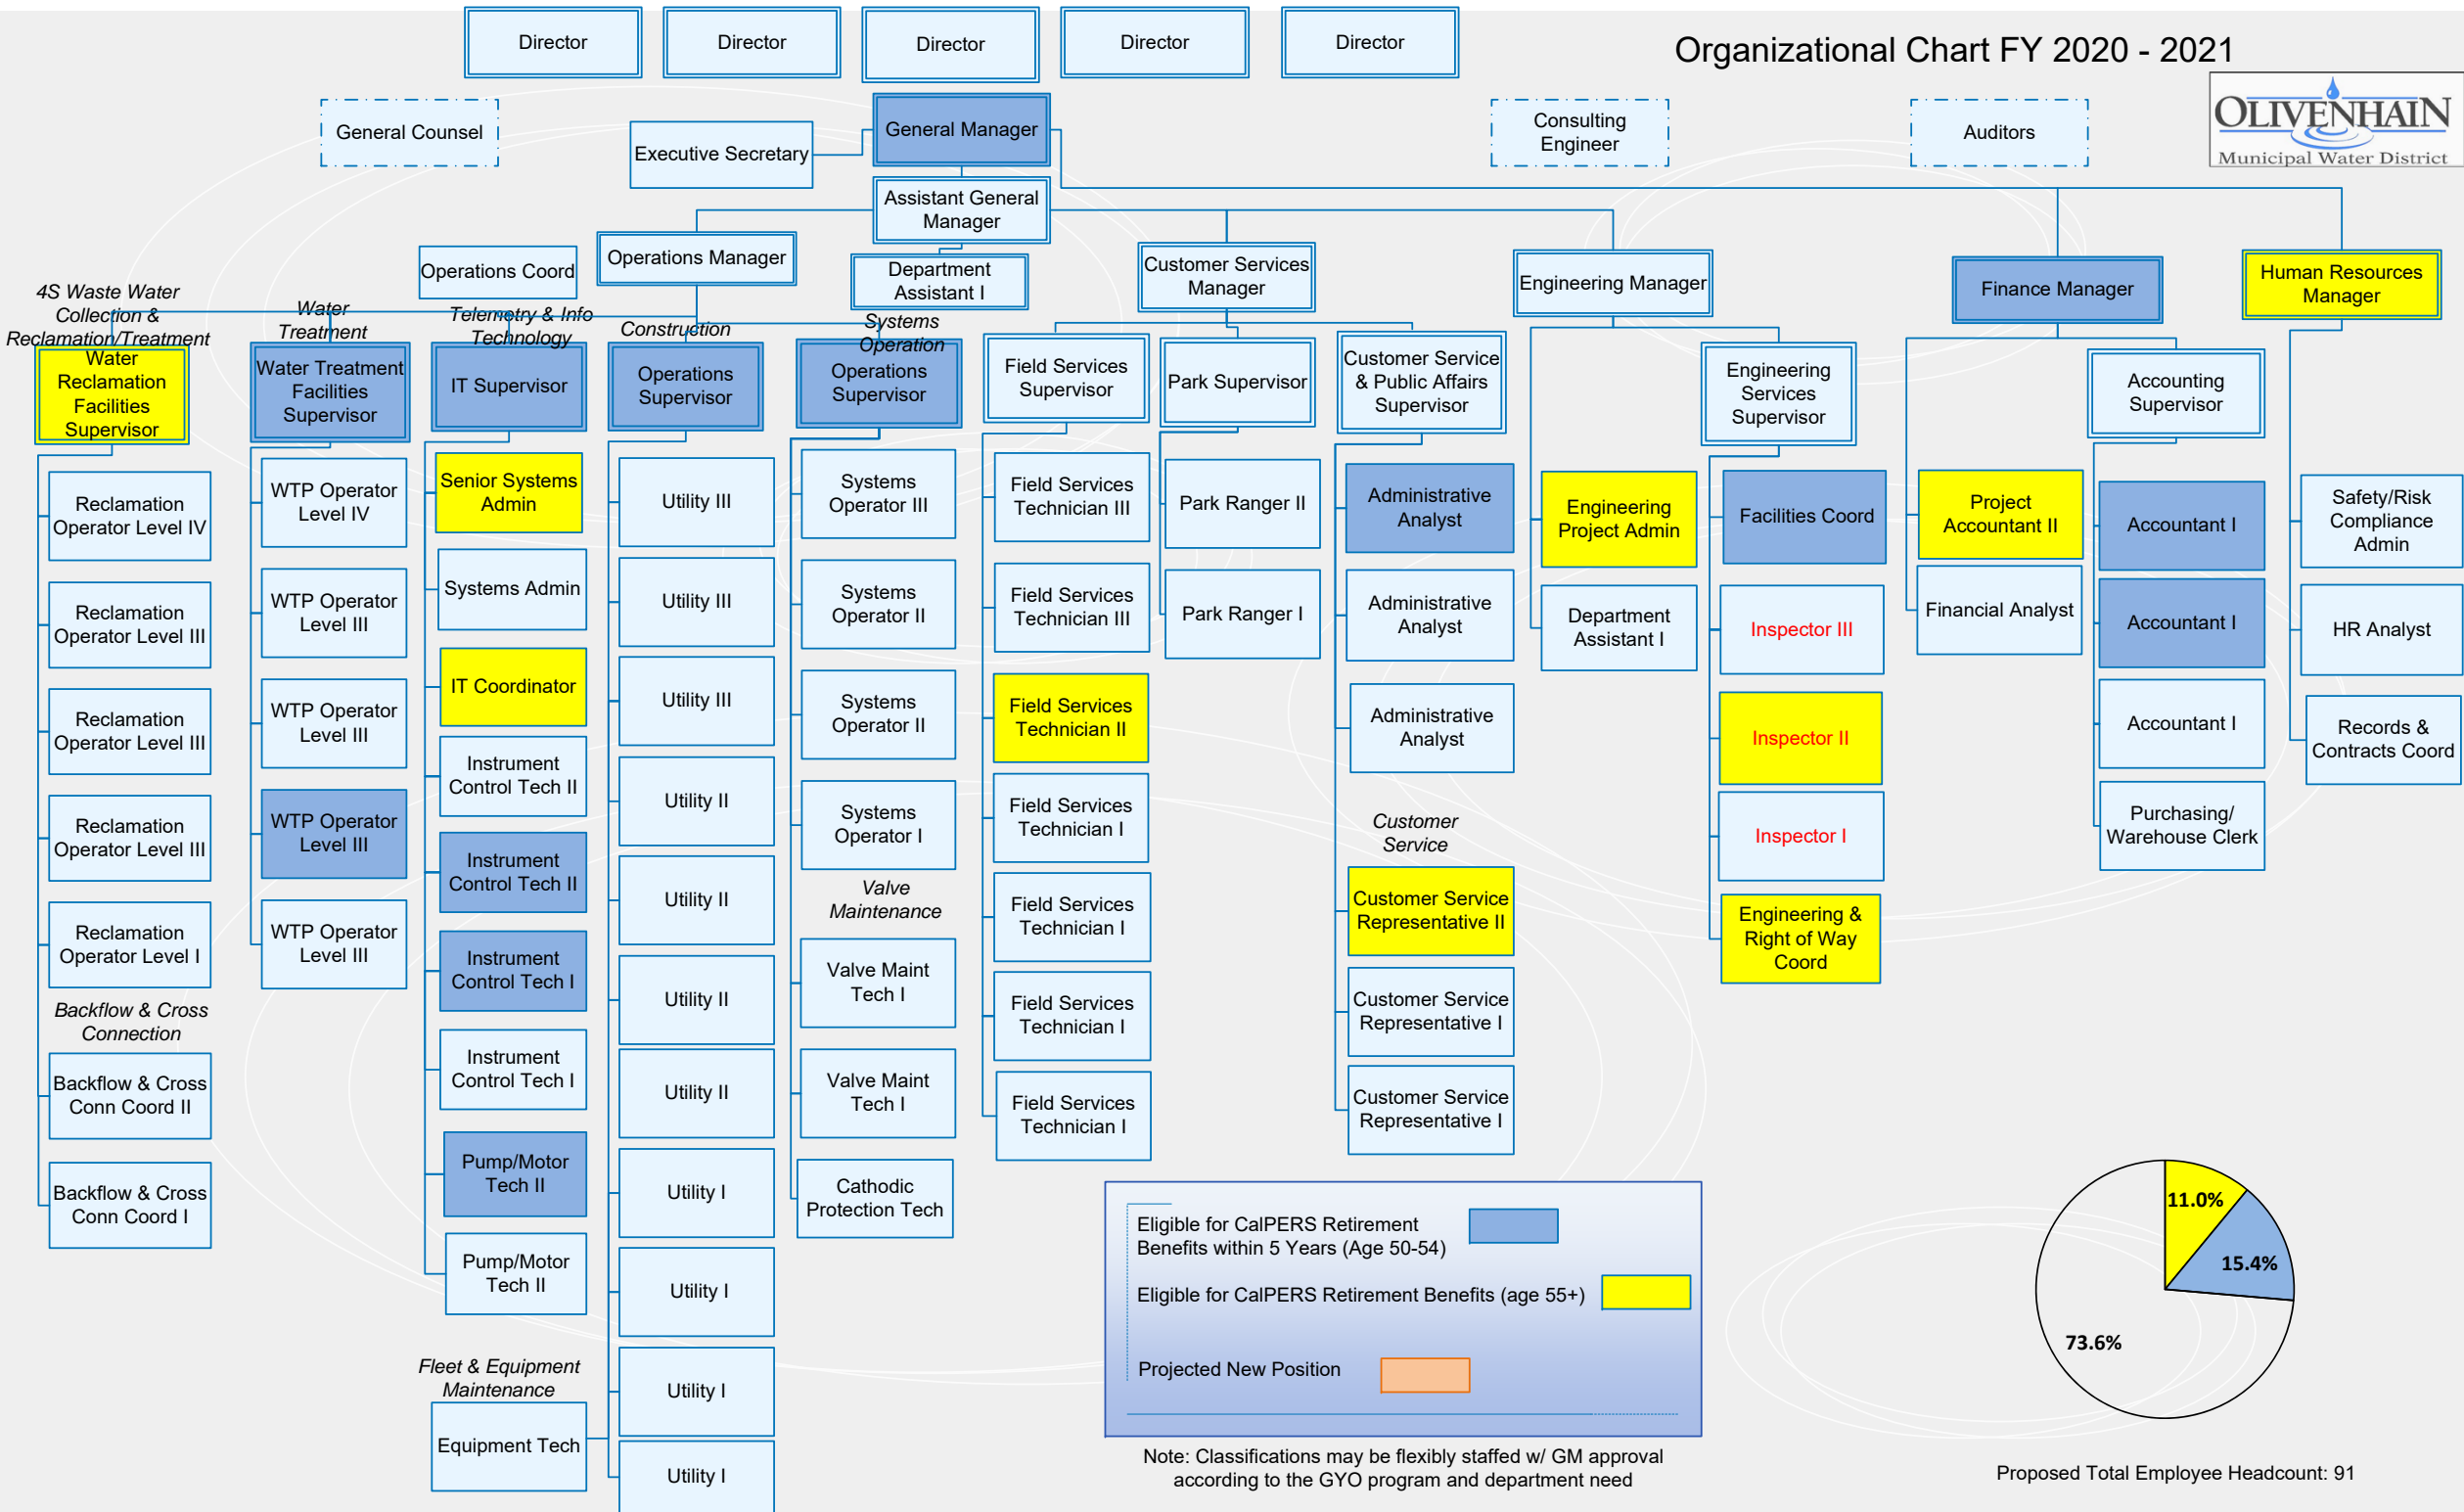 Director
Director
Director
Director
Director
Organizational Chart FY 2020 - 2021
OLIVENHAIN
Municipal Water District
General Counsel
Executive Secretary
General Manager
Consulting
Engineer
Auditors
Assistant General
Manager
Operations Coord
Operations Manager
Department
Assistant I
Customer Services
Manager
Engineering Manager
Finance Manager
Human Resources
Manager
4S Waste Water
Collection &
Reclamation/Treatment
Water
Treatment
Telemetry & Info
Technology
Construction
Systems
Operation
Water
Reclamation
Facilities
Supervisor
Water Treatment
Facilities
Supervisor
IT Supervisor
Operations
Supervisor
Operations
Supervisor
Field Services
Supervisor
Park Supervisor
Customer Service
& Public Affairs
Supervisor
Engineering
Services
Supervisor
Accounting
Supervisor
Reclamation
Operator Level IV
Reclamation
Operator Level III
Reclamation
Operator Level III
Reclamation
Operator Level III
Reclamation
Operator Level I
Backflow & Cross
Connection
Backflow & Cross
Conn Coord II
Backflow & Cross
Conn Coord I
WTP Operator
Level IV
WTP Operator
Level III
WTP Operator
Level III
WTP Operator
Level III
WTP Operator
Level III
Senior Systems
Admin
Systems Admin
IT Coordinator
Instrument
Control Tech II
Instrument
Control Tech II
Instrument
Control Tech I
Instrument
Control Tech I
Pump/Motor
Tech II
Pump/Motor
Tech II
Fleet & Equipment
Maintenance
Equipment Tech
Utility III
Utility III
Utility III
Utility II
Utility II
Utility II
Utility II
Utility I
Utility I
Utility I
Utility I
Systems
Operator III
Systems
Operator II
Systems
Operator II
Systems
Operator I
Valve
Maintenance
Valve Maint
Tech I
Valve Maint
Tech I
Cathodic
Protection Tech
Field Services
Technician III
Field Services
Technician III
Field Services
Technician II
Field Services
Technician I
Field Services
Technician I
Field Services
Technician I
Field Services
Technician I
Park Ranger II
Park Ranger I
Administrative
Analyst
Administrative
Analyst
Administrative
Analyst
Customer
Service
Customer Service
Representative II
Customer Service
Representative I
Customer Service
Representative I
Engineering
Project Admin
Department
Assistant I
Facilities Coord
Inspector III
Inspector II
Inspector I
Engineering &
Right of Way
Coord
Project
Accountant II
Financial Analyst
Accountant I
Accountant I
Accountant I
Purchasing/
Warehouse Clerk
Safety/Risk
Compliance
Admin
HR Analyst
Records &
Contracts Coord
Eligible for CalPERS Retirement
Benefits within 5 Years (Age 50-54)
Eligible for CalPERS Retirement Benefits (age 55+)
Projected New Position
Note: Classifications may be flexibly staffed w/ GM approval
according to the GYO program and department need
11.0%
15.4%
73.6%
Proposed Total Employee Headcount: 91